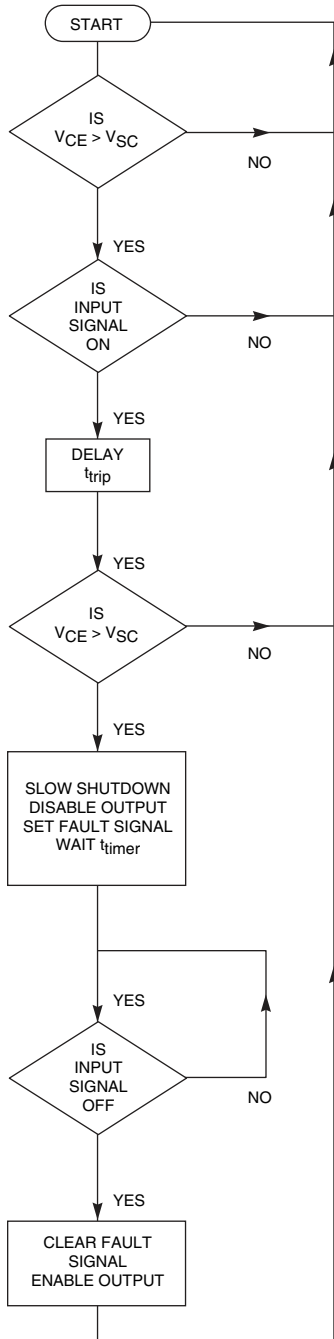 START
IS
VCE > VSC
NO
YES
IS
INPUT
SIGNAL
ON
NO
YES
DELAY
ttrip
YES
IS
VCE > VSC
NO
YES
SLOW SHUTDOWN
DISABLE OUTPUT
SET FAULT SIGNAL
WAIT ttimer
YES
IS
INPUT
SIGNAL
OFF
NO
YES
CLEAR FAULT
SIGNAL
ENABLE OUTPUT